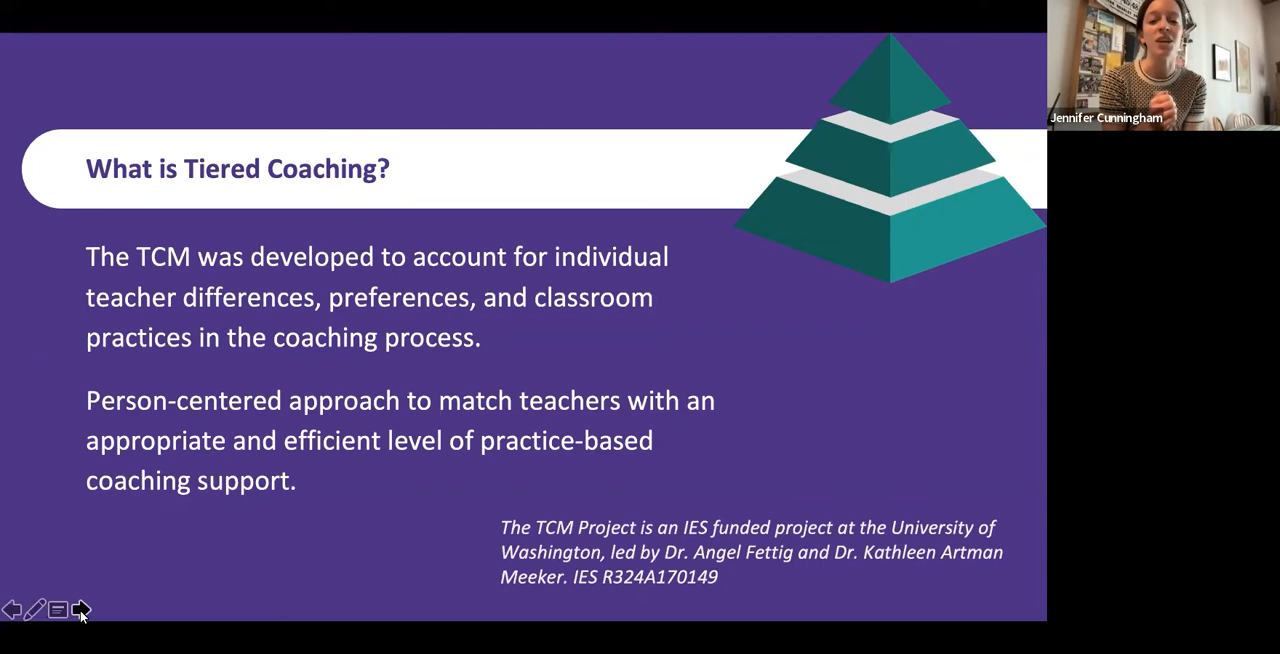 What is Tiered Coaching?
The TCM was developed to account for individual
teacher differences, preferences, and classroom
practices in the coaching process.
Person-centered approach to match teachers with an
appropriate and efficient level of practice-based
coaching support.
The TCM Project is an IES funded project at the University of
Washington, led by Dr. Angel Fettig and Dr. Kathleen Artman
Meeker. IES R324A170149
Jennifer Cunningham